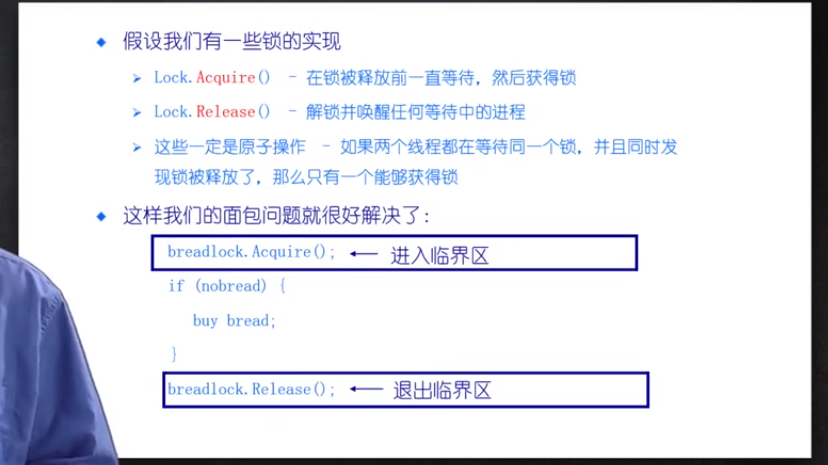 假设我们有一些锁的实现
Lock.Acquire() - 在锁被释放前一直等待，然后获得锁
Lock.Release() - 解锁并唤醒任何等待中的进程
这些一定是原子操作 - 如果两个线程都在等待同一个锁，并且同时发
现锁被释放了，那么只有一个能够获得锁
这样我们的面包问题就很好解决了：
breadlock.Acquire(); ← 进入临界区
if (nobread) {
buy bread;
}
breadlock.Release(); ← 退出临界区